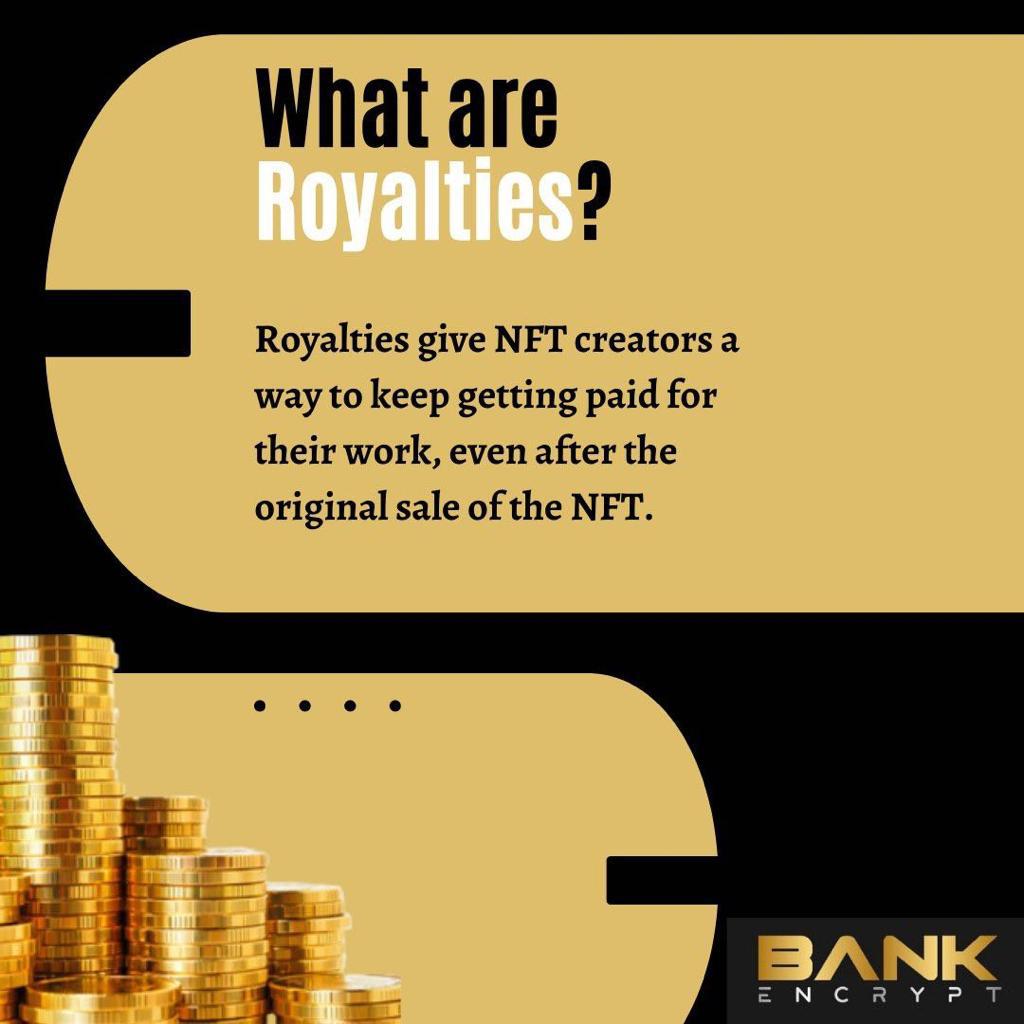 What are
Royalties?
Royalties give NFT creators a
way to keep getting paid for
their work, even after the
original sale of the NFT.
BANK
ENCRYPT